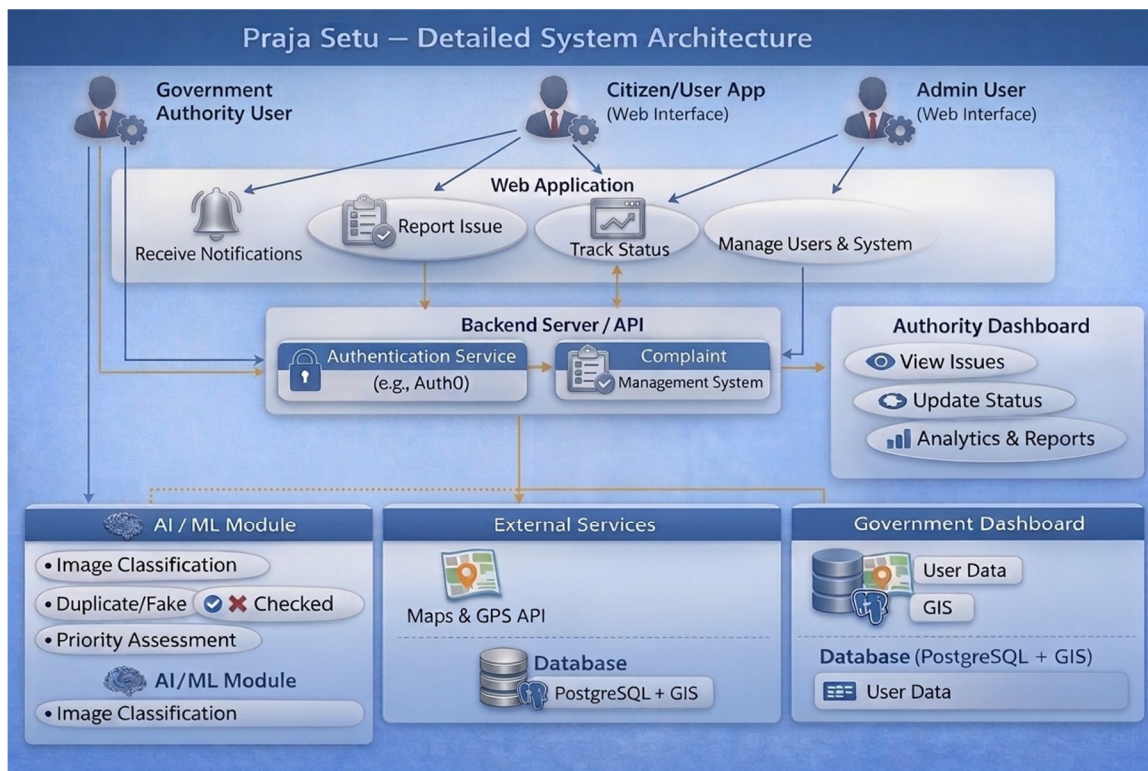 Praja Setu – Detailed System Architecture
Government
Authority User
Citizen/User App
(Web Interface)
Admin User
(Web Interface)
Web Application
Receive Notifications
Report Issue
Track Status
Manage Users & System
Backend Server / API
Authentication Service
(e.g., Auth0)
Complaint
Management System
Authority Dashboard
View Issues
Update Status
Analytics & Reports
AI / ML Module
• Image Classification
• Duplicate/Fake Checked
• Priority Assessment
AI/ML Module
• Image Classification
External Services
Maps & GPS API
Database
PostgreSQL + GIS
Government Dashboard
User Data
GIS
Database (PostgreSQL + GIS)
User Data